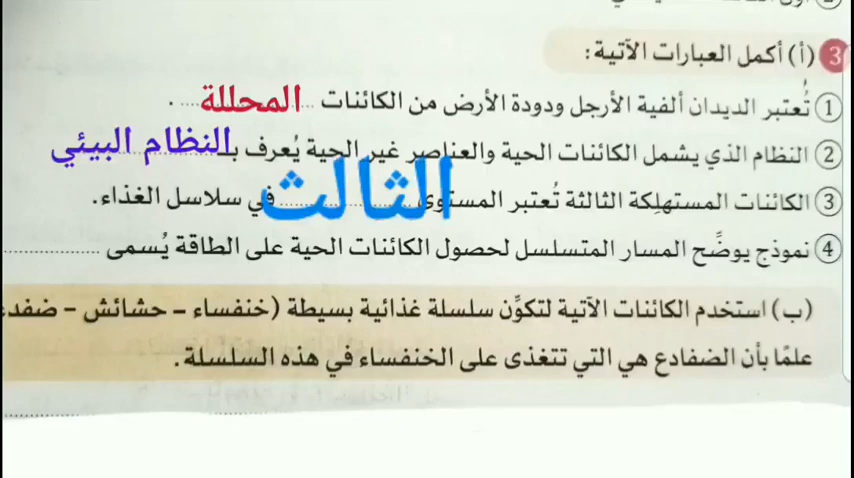 3 (أ) أكمل العبارات الآتية :
1 تُعتبر الديدان ألفية الأرجل ودودة الأرض من الكائنات المحللة .
2 النظام الذي يشمل الكائنات الحية والعناصر غير الحية يُعرف بـ النظام البيئي
3 الكائنات المستهلِكة الثالثة تُعتبر المستوى الثالث في سلاسل الغذاء.
4 نموذج يوضِّح المسار المتسلسل لحصول الكائنات الحية على الطاقة يُسمى ..................
(ب) استخدم الكائنات الآتية لتكوِّن سلسلة غذائية بسيطة (خنفساء – حشائش –
علمًا بأن الضفادع هي التي تتغذى على الخنفساء في هذه السلسلة.